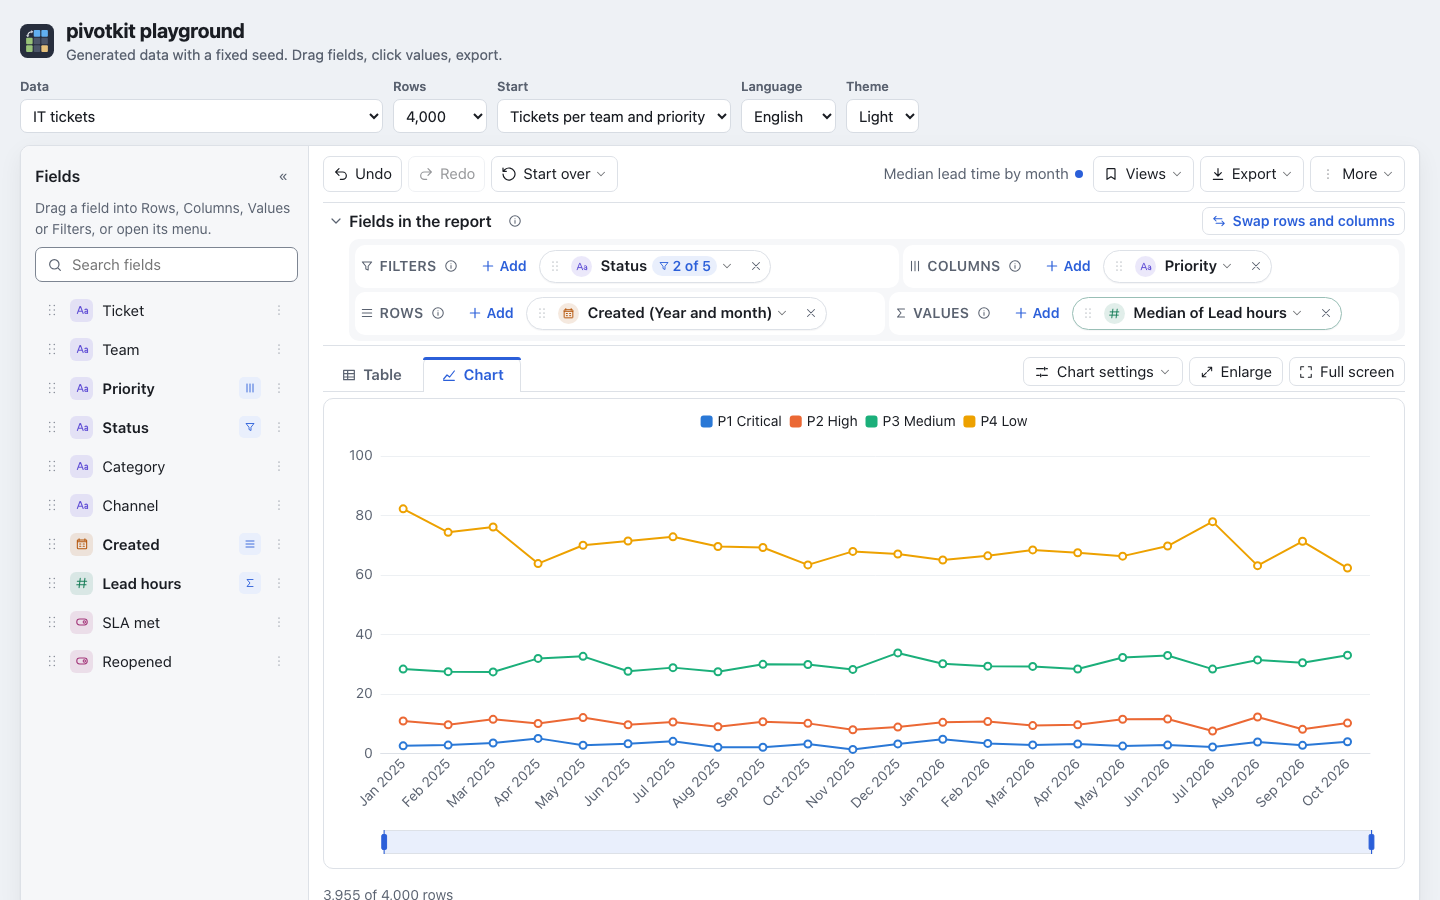 pivotkit playground
Generated data with a fixed seed. Drag fields, click values, export.
Data
Rows
Start
Language
Theme
IT tickets
4,000
Tickets per team and priority
English
Light
Fields
«
Drag a field into Rows, Columns, Values
or Filters, or open its menu.
Search fields
Aa Ticket
Aa Team
Aa Priority
Aa Status
Aa Category
Aa Channel
Created
# Lead hours Σ
SLA met
Reopened
Undo
Redo
Start over
Median lead time by month
Views
Export
More
Fields in the report
Swap rows and columns
FILTERS
+ Add
Aa Status 2 of 5 ×
COLUMNS
+ Add
Aa Priority ×
ROWS
+ Add
Created (Year and month) ×
Σ VALUES
+ Add
# Median of Lead hours ×
Table
Chart
Chart settings
Enlarge
Full screen
P1 Critical P2 High P3 Medium P4 Low
100
80
60
40
20
0
Jan 2025
Feb 2025
Mar 2025
Apr 2025
May 2025
Jun 2025
Jul 2025
Aug 2025
Sep 2025
Oct 2025
Nov 2025
Dec 2025
Jan 2026
Feb 2026
Mar 2026
Apr 2026
May 2026
Jun 2026
Jul 2026
Aug 2026
Sep 2026
Oct 2026
3,955 of 4,000 rows